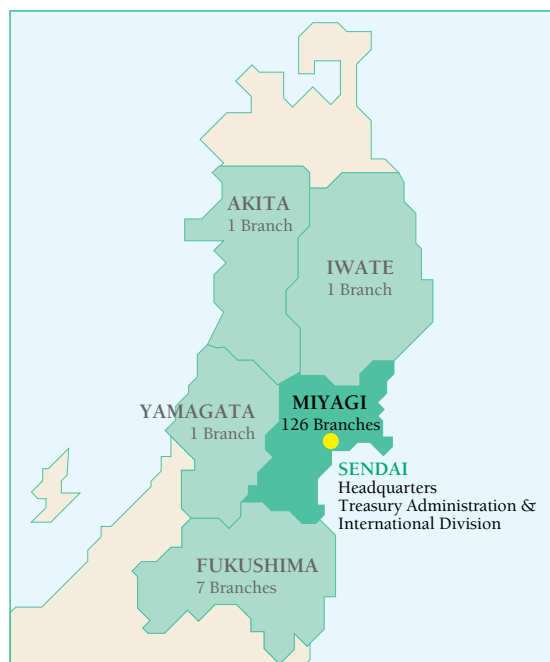 AKITA
1 Branch
IWATE
1 Branch
YAMAGATA
1 Branch
MIYAGI
126 Branches
SENDAI
Headquarters
Treasury Administration &
International Division
FUKUSHIMA
7 Branches